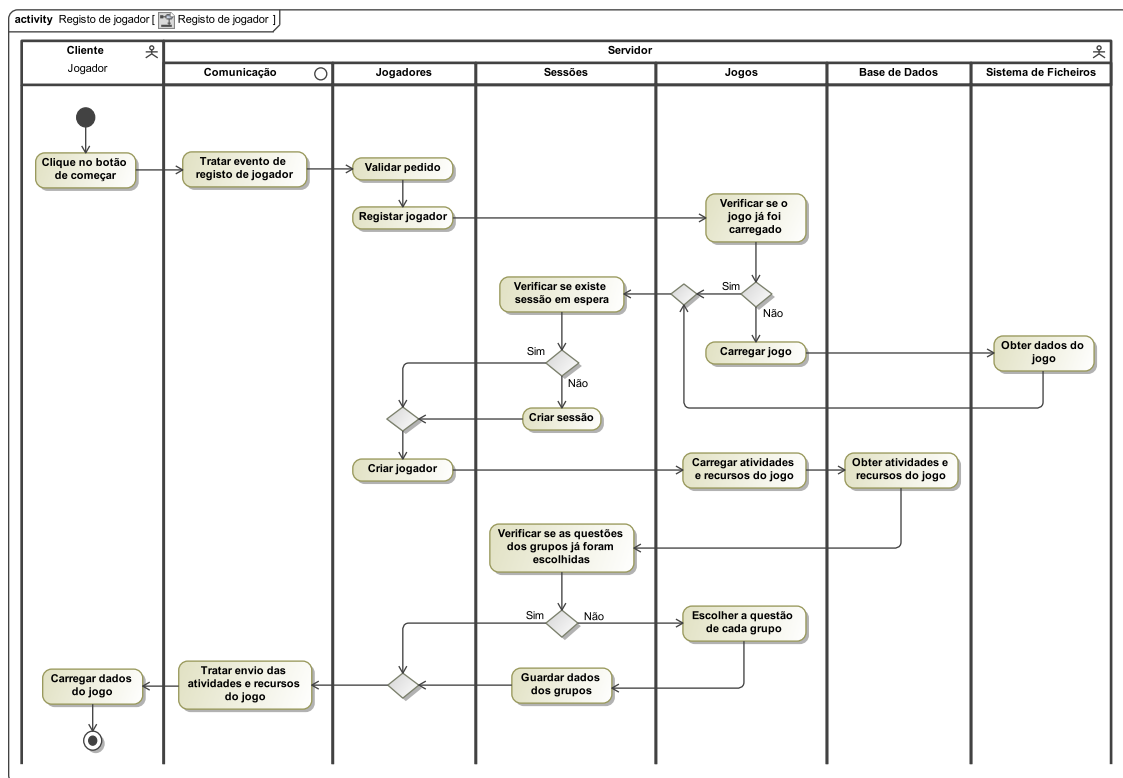 activity Registo de jogador [ Registo de jogador ]
Cliente
Jogador
Servidor
Comunicação
Jogadores
Sessões
Jogos
Base de Dados
Sistema de Ficheiros
Clique no botão
de começar
Tratar evento de
registo de jogador
Validar pedido
Registar jogador
Verificar se o
jogo já foi
carregado
Sim
Não
Verificar se existe
sessão em espera
Carregar jogo
Obter dados do
jogo
Sim
Não
Criar sessão
Criar jogador
Carregar atividades
e recursos do jogo
Obter atividades e
recursos do jogo
Verificar se as questões
dos grupos já foram
escolhidas
Sim
Não
Escolher a questão
de cada grupo
Guardar dados
dos grupos
Tratar envio das
atividades e recursos
do jogo
Carregar dados
do jogo